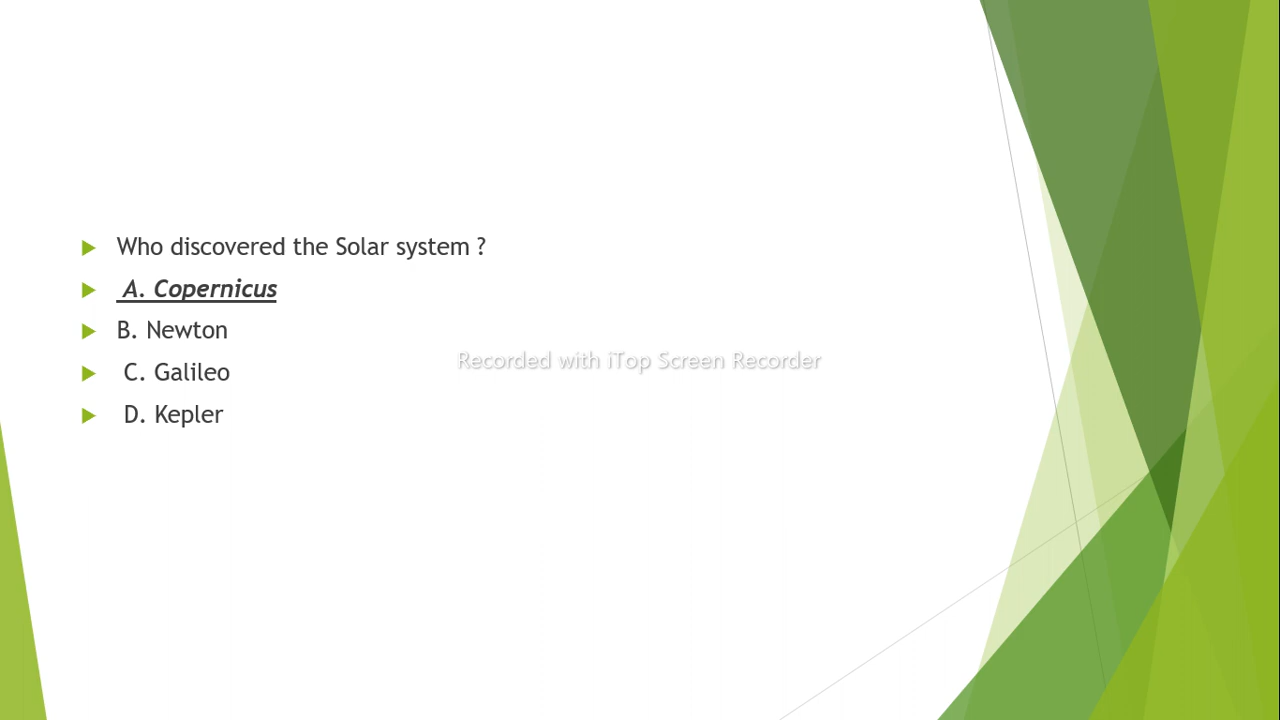 Who discovered the Solar system ?
A. Copernicus
B. Newton
Recorded with iTop Screen Recorder
C. Galileo
D. Kepler